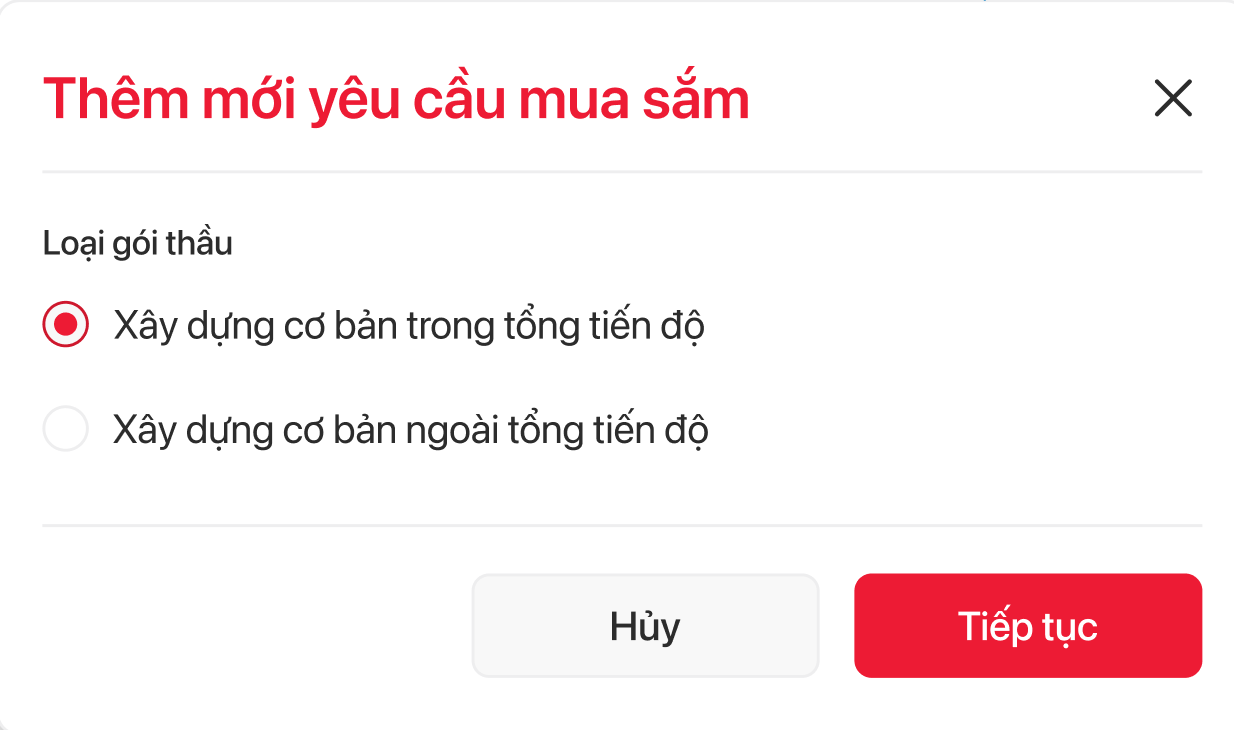 Thêm mới yêu cầu mua sắm
Loại gói thầu
Xây dựng cơ bản trong tổng tiến độ
Xây dựng cơ bản ngoài tổng tiến độ
Hủy
Tiếp tục